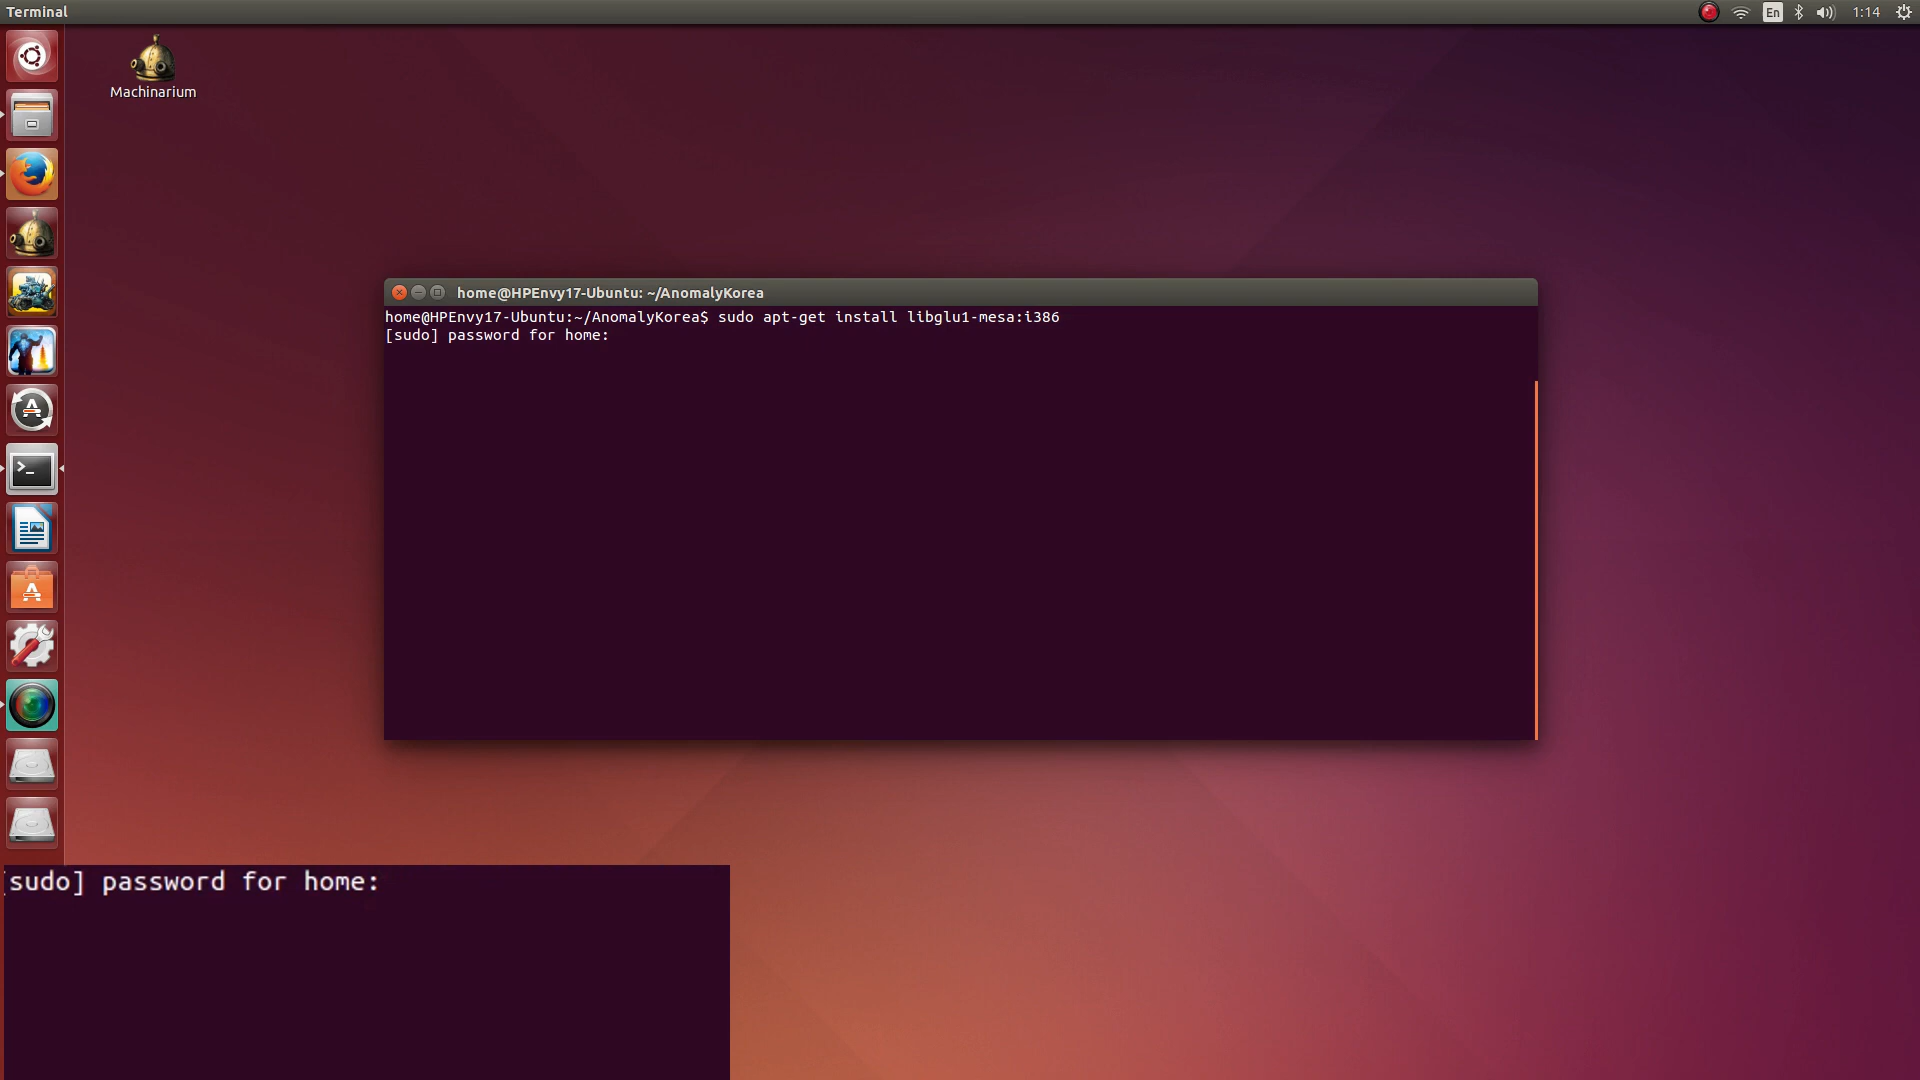 Terminal
En
1:14
Machinarium
home@HPEnvy17-Ubuntu: ~/AnomalyKorea
home@HPEnvy17-Ubuntu:~/AnomalyKorea$ sudo apt-get install libglu1-mesa:i386
[sudo] password for home:
[sudo] password for home: